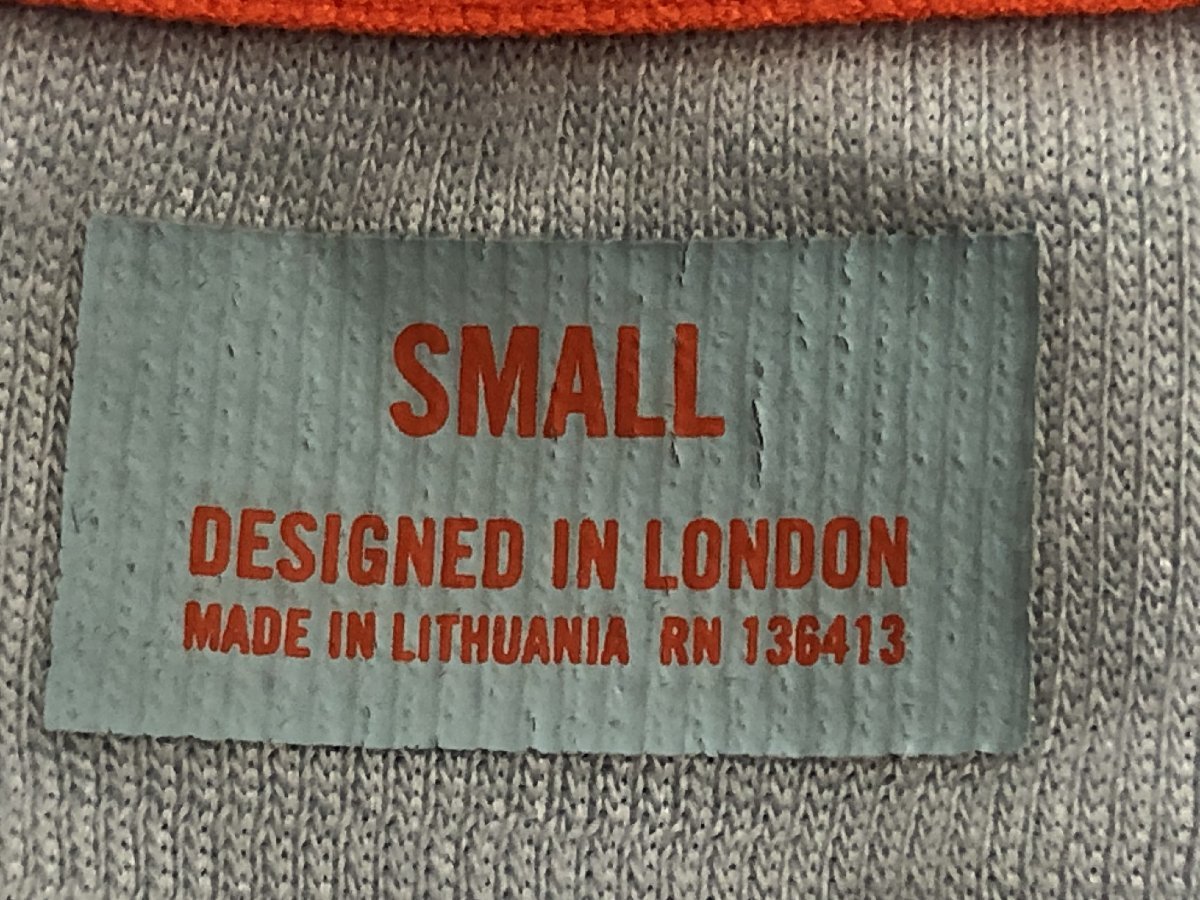 SMALL
DESIGNED IN LONDON
MADE IN LITHUANIA RN 136413